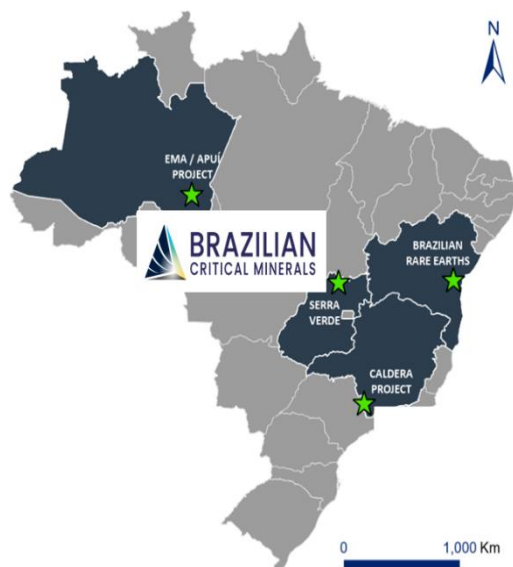 N
EMA / APUÍ
PROJECT
BRAZILIAN
CRITICAL MINERALS
BRAZILIAN
RARE EARTHS
SERRA
VERDE
CALDERA
PROJECT
0 1,000 Km